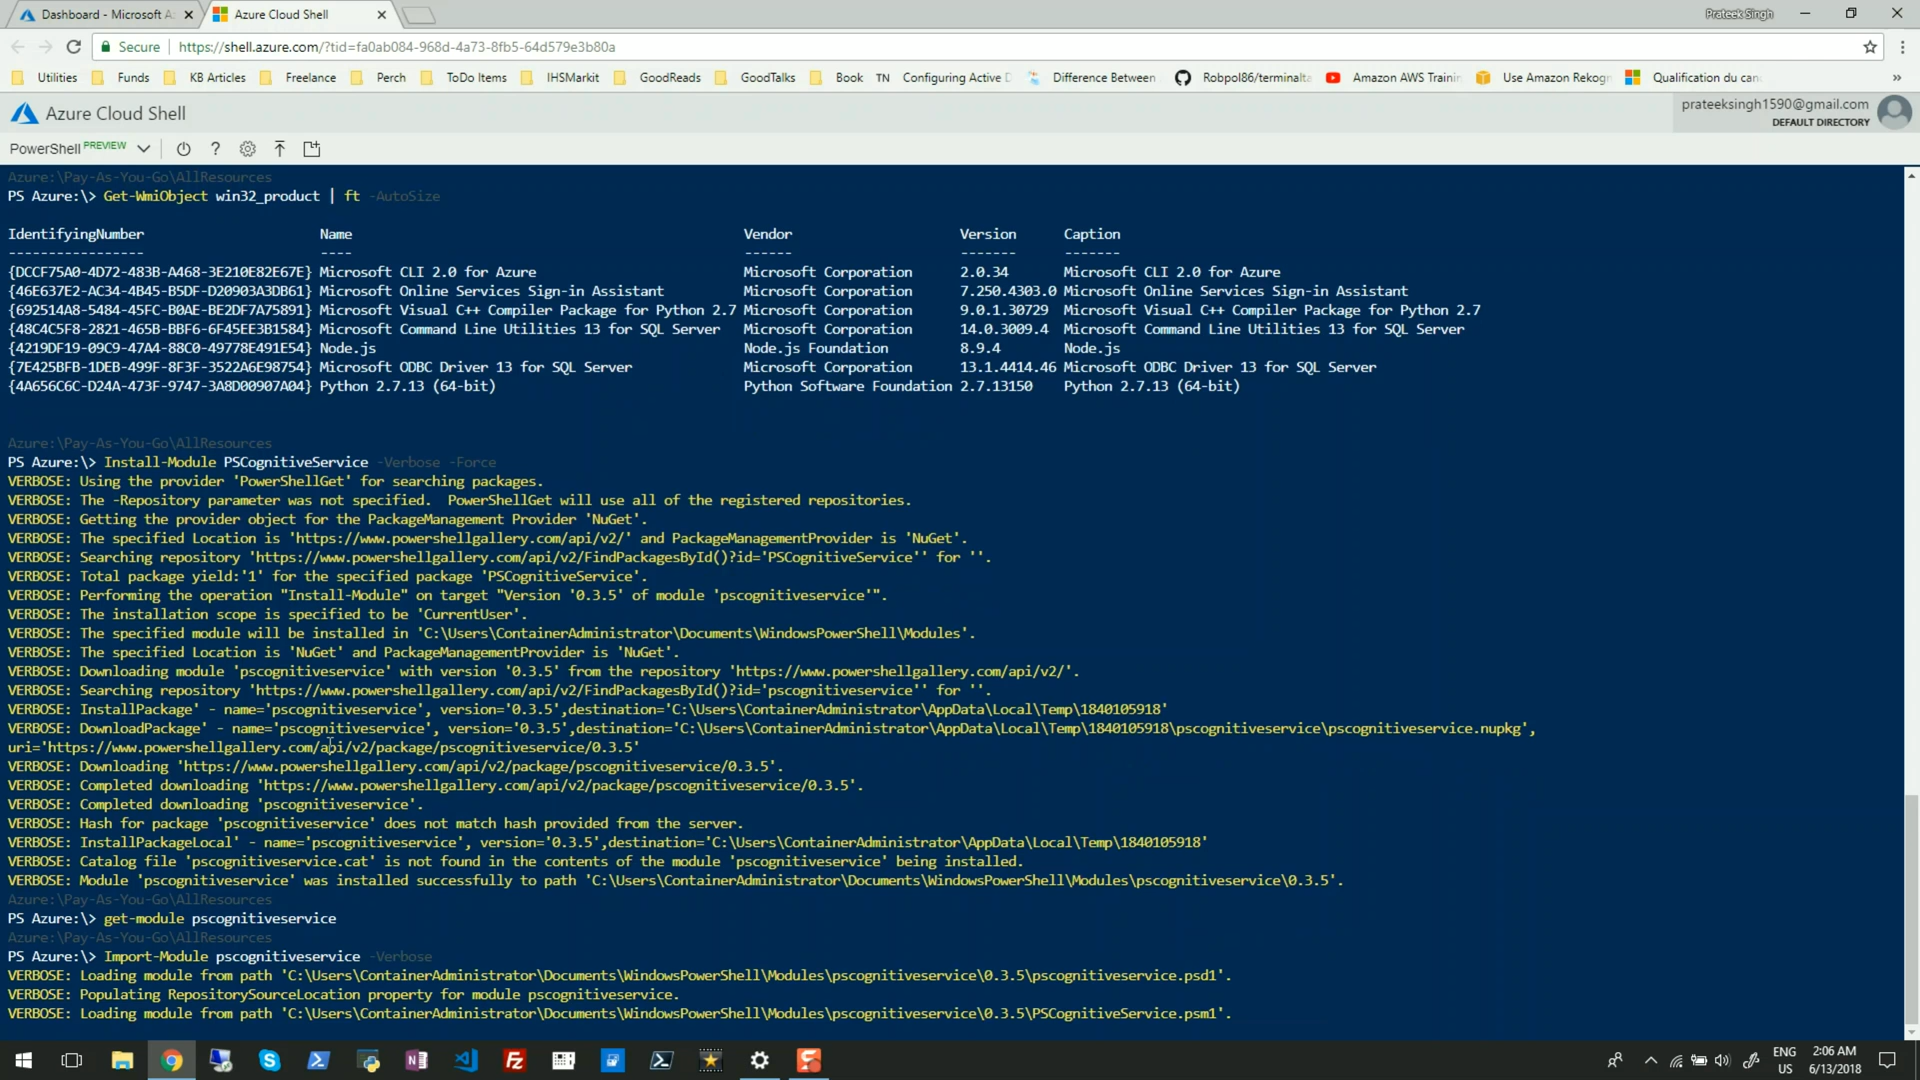 Dashboard - Microsoft A
Azure Cloud Shell
Prateek Singh
Secure
https://shell.azure.com/?tid=fa0ab084-968d-4a73-8fb5-64d579e3b80a
Utilities Funds KB Articles Freelance Perch ToDo Items IHSMarkit GoodReads GoodTalks Book TN Configuring Active D Difference Between Robpol86/terminalta Amazon AWS Trainin Use Amazon Rekogn Qualification du can »
Azure Cloud Shell
prateeksingh1590@gmail.com
DEFAULT DIRECTORY
PowerShell PREVIEW ?
Azure:\Pay-As-You-Go\AllResources
PS Azure:\> Get-WmiObject win32_product | ft -AutoSize
IdentifyingNumber Name Vendor Version Caption
----------------- ---- ------ ------- -------
{DCCF75A0-4D72-483B-A468-3E210E82E67E} Microsoft CLI 2.0 for Azure Microsoft Corporation 2.0.34 Microsoft CLI 2.0 for Azure
{46E637E2-AC34-4B45-B5DF-D20903A3DB61} Microsoft Online Services Sign-in Assistant Microsoft Corporation 7.250.4303.0 Microsoft Online Services Sign-in Assistant
{692514A8-5484-45FC-B0AE-BE2DF7A75891} Microsoft Visual C++ Compiler Package for Python 2.7 Microsoft Corporation 9.0.1.30729 Microsoft Visual C++ Compiler Package for Python 2.7
{48C4C5F8-2821-465B-BBF6-6F45EE3B1584} Microsoft Command Line Utilities 13 for SQL Server Microsoft Corporation 14.0.3009.4 Microsoft Command Line Utilities 13 for SQL Server
{4219DF19-09C9-47A4-88C0-49778E491E54} Node.js Node.js Foundation 8.9.4 Node.js
{7E425BFB-1DEB-499F-8F3F-3522A6E98754} Microsoft ODBC Driver 13 for SQL Server Microsoft Corporation 13.1.4414.46 Microsoft ODBC Driver 13 for SQL Server
{4A656C6C-D24A-473F-9747-3A8D00907A04} Python 2.7.13 (64-bit) Python Software Foundation 2.7.13150 Python 2.7.13 (64-bit)
Azure:\Pay-As-You-Go\AllResources
PS Azure:\> Install-Module PSCognitiveService -Verbose -Force
VERBOSE: Using the provider 'PowerShellGet' for searching packages.
VERBOSE: The -Repository parameter was not specified.  PowerShellGet will use all of the registered repositories.
VERBOSE: Getting the provider object for the PackageManagement Provider 'NuGet'.
VERBOSE: The specified Location is 'https://www.powershellgallery.com/api/v2/' and PackageManagementProvider is 'NuGet'.
VERBOSE: Searching repository 'https://www.powershellgallery.com/api/v2/FindPackagesById()?id='PSCognitiveService'' for ''.
VERBOSE: Total package yield:'1' for the specified package 'PSCognitiveService'.
VERBOSE: Performing the operation "Install-Module" on target "Version '0.3.5' of module 'pscognitiveservice'".
VERBOSE: The installation scope is specified to be 'CurrentUser'.
VERBOSE: The specified module will be installed in 'C:\Users\ContainerAdministrator\Documents\WindowsPowerShell\Modules'.
VERBOSE: The specified Location is 'NuGet' and PackageManagementProvider is 'NuGet'.
VERBOSE: Downloading module 'pscognitiveservice' with version '0.3.5' from the repository 'https://www.powershellgallery.com/api/v2/'.
VERBOSE: Searching repository 'https://www.powershellgallery.com/api/v2/FindPackagesById()?id='pscognitiveservice'' for ''.
VERBOSE: InstallPackage' - name='pscognitiveservice', version='0.3.5',destination='C:\Users\ContainerAdministrator\AppData\Local\Temp\1840105918'
VERBOSE: DownloadPackage' - name='pscognitiveservice', version='0.3.5',destination='C:\Users\ContainerAdministrator\AppData\Local\Temp\1840105918\pscognitiveservice\pscognitiveservice.nupkg',
uri='https://www.powershellgallery.com/api/v2/package/pscognitiveservice/0.3.5'
VERBOSE: Downloading 'https://www.powershellgallery.com/api/v2/package/pscognitiveservice/0.3.5'.
VERBOSE: Completed downloading 'https://www.powershellgallery.com/api/v2/package/pscognitiveservice/0.3.5'.
VERBOSE: Completed downloading 'pscognitiveservice'.
VERBOSE: Hash for package 'pscognitiveservice' does not match hash provided from the server.
VERBOSE: InstallPackageLocal' - name='pscognitiveservice', version='0.3.5',destination='C:\Users\ContainerAdministrator\AppData\Local\Temp\1840105918'
VERBOSE: Catalog file 'pscognitiveservice.cat' is not found in the contents of the module 'pscognitiveservice' being installed.
VERBOSE: Module 'pscognitiveservice' was installed successfully to path 'C:\Users\ContainerAdministrator\Documents\WindowsPowerShell\Modules\pscognitiveservice\0.3.5'.
Azure:\Pay-As-You-Go\AllResources
PS Azure:\> get-module pscognitiveservice
Azure:\Pay-As-You-Go\AllResources
PS Azure:\> Import-Module pscognitiveservice -Verbose
VERBOSE: Loading module from path 'C:\Users\ContainerAdministrator\Documents\WindowsPowerShell\Modules\pscognitiveservice\0.3.5\pscognitiveservice.psd1'.
VERBOSE: Populating RepositorySourceLocation property for module pscognitiveservice.
VERBOSE: Loading module from path 'C:\Users\ContainerAdministrator\Documents\WindowsPowerShell\Modules\pscognitiveservice\0.3.5\PSCognitiveService.psm1'.
ENG 2:06 AM
US 6/13/2018